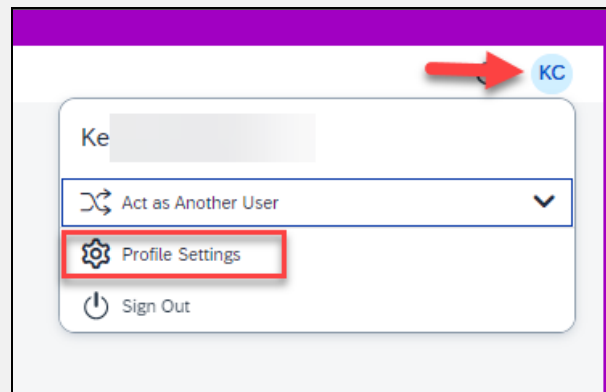 KC
Ke
Act as Another User
Profile Settings
Sign Out